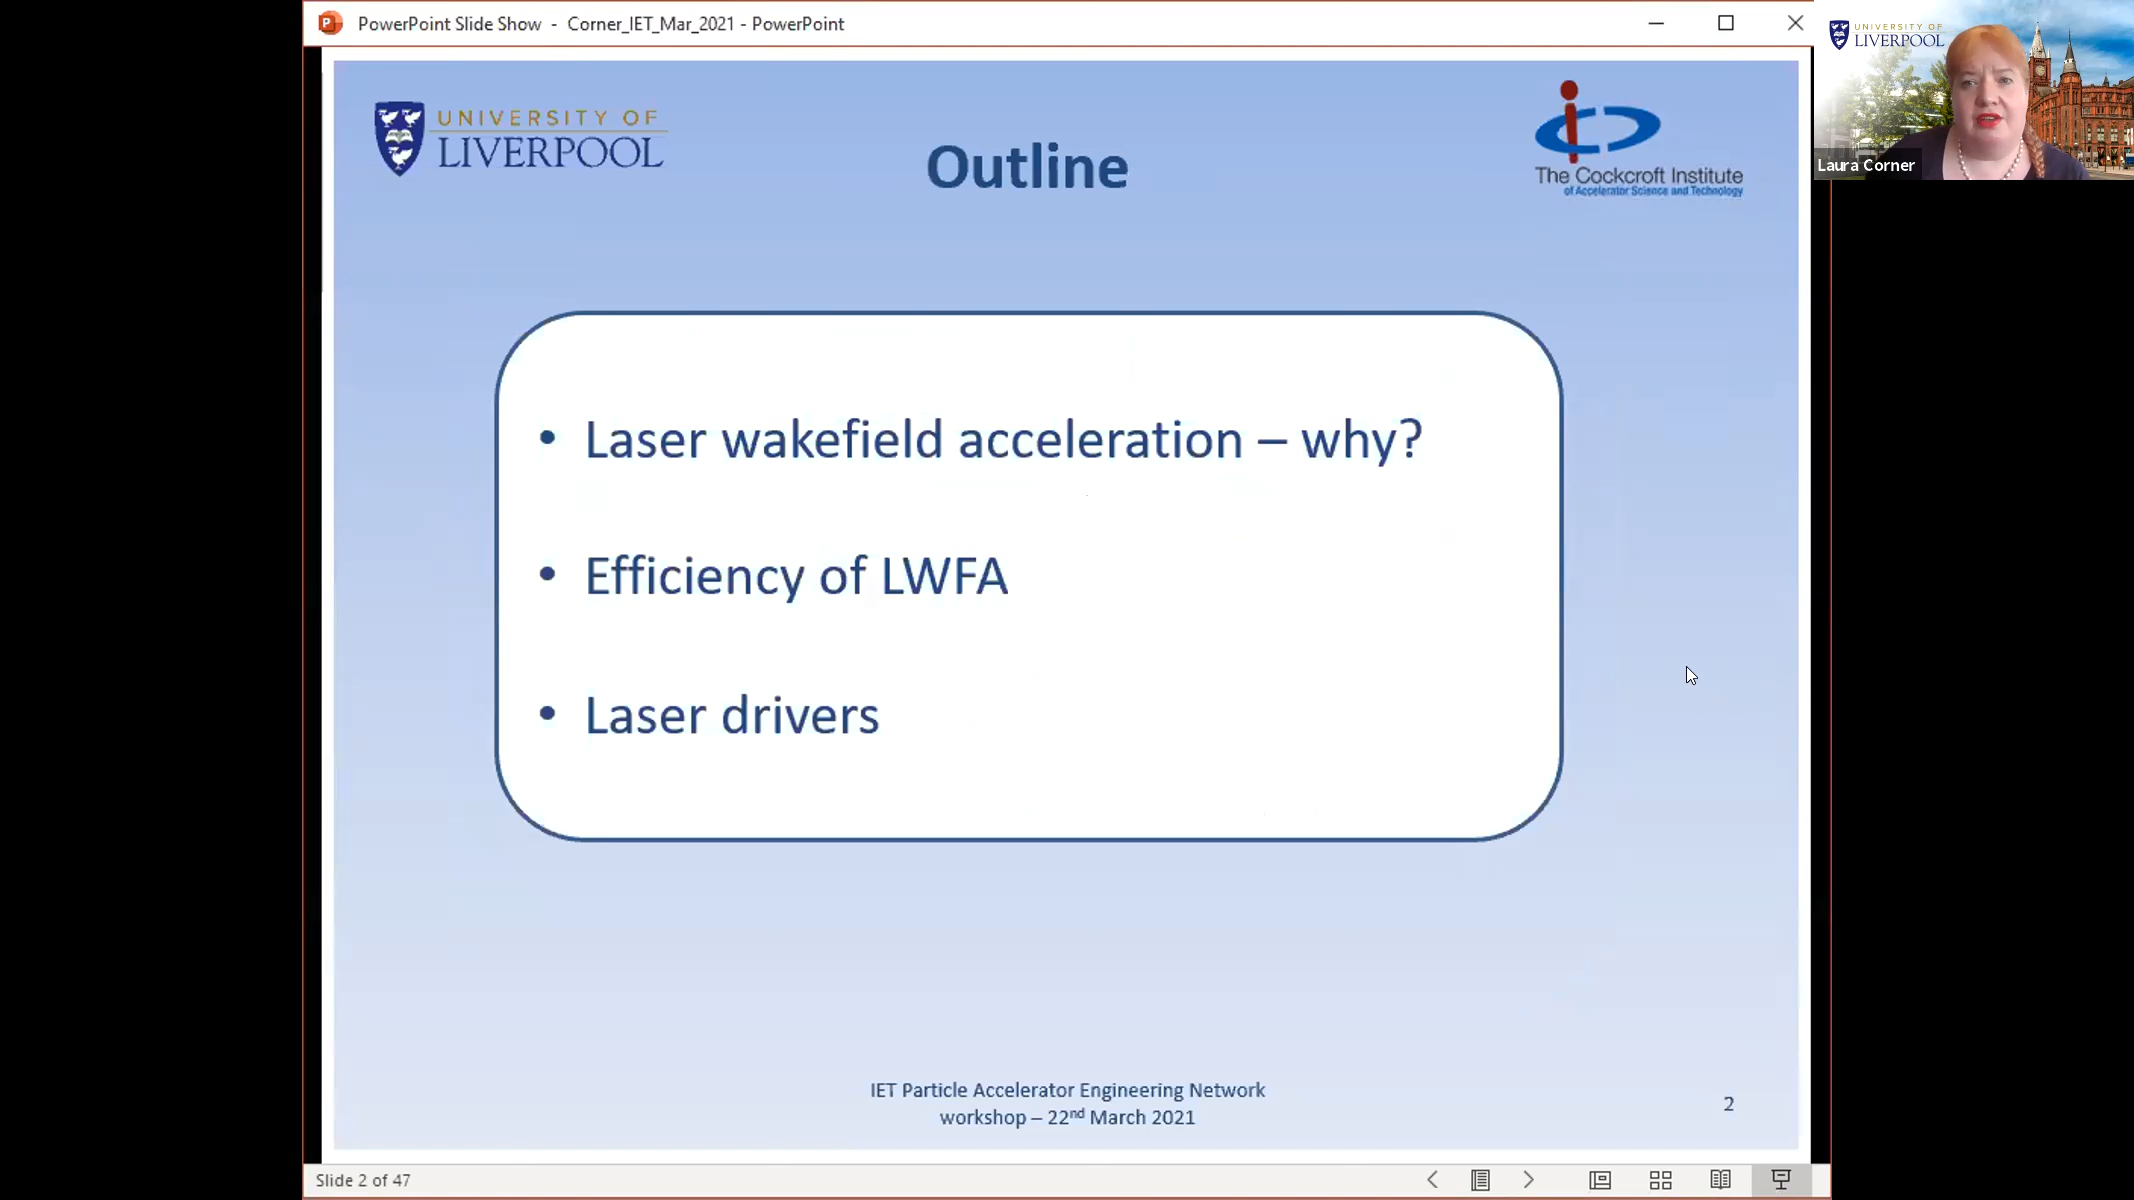 PowerPoint Slide Show - Corner_IET_Mar_2021 - PowerPoint
UNIVERSITY OF
LIVERPOOL
Laura Corner
UNIVERSITY OF
LIVERPOOL
Outline
The Cockcroft Institute
of Accelerator Science and Technology
• Laser wakefield acceleration – why?
• Efficiency of LWFA
• Laser drivers
IET Particle Accelerator Engineering Network
workshop – 22nd March 2021
2
Slide 2 of 47